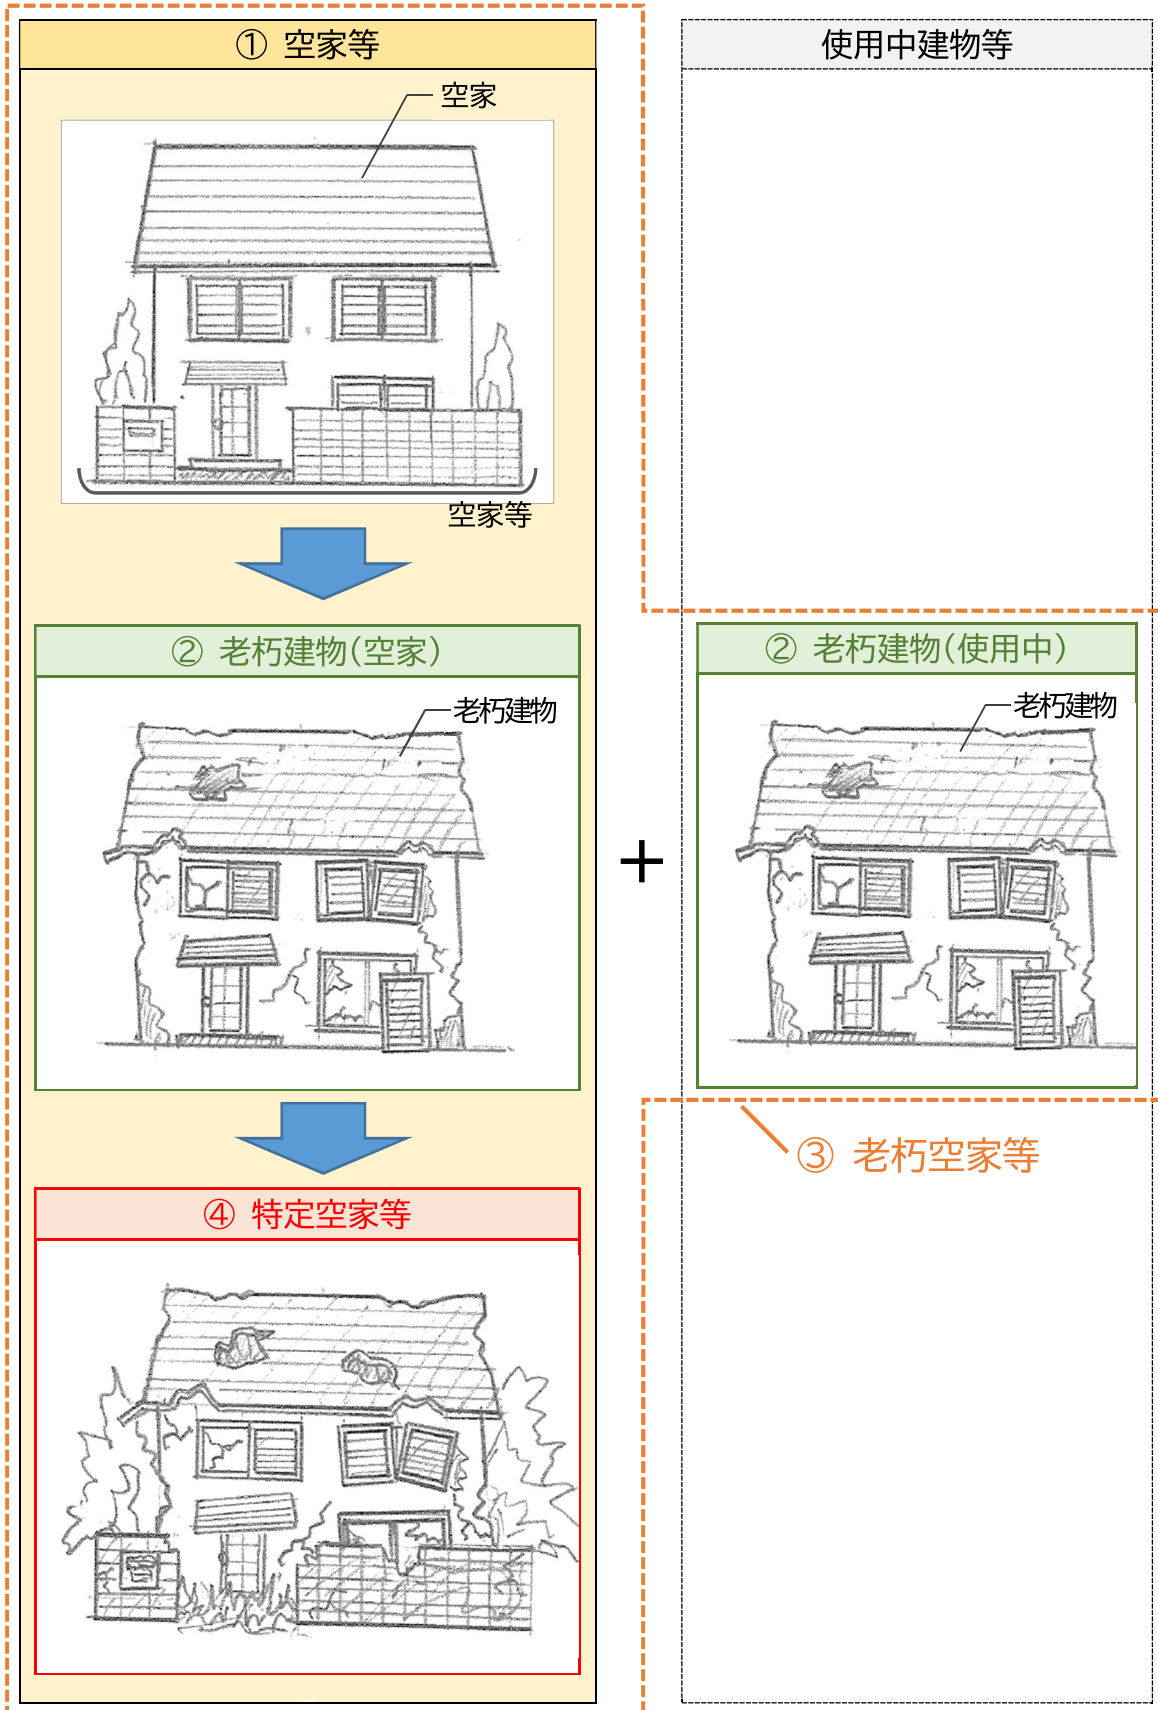 ① 空家等
使用中建物等
空家
空家等
② 老朽建物(空家)
② 老朽建物(使用中)
老朽建物
老朽建物
+
③ 老朽空家等
④ 特定空家等